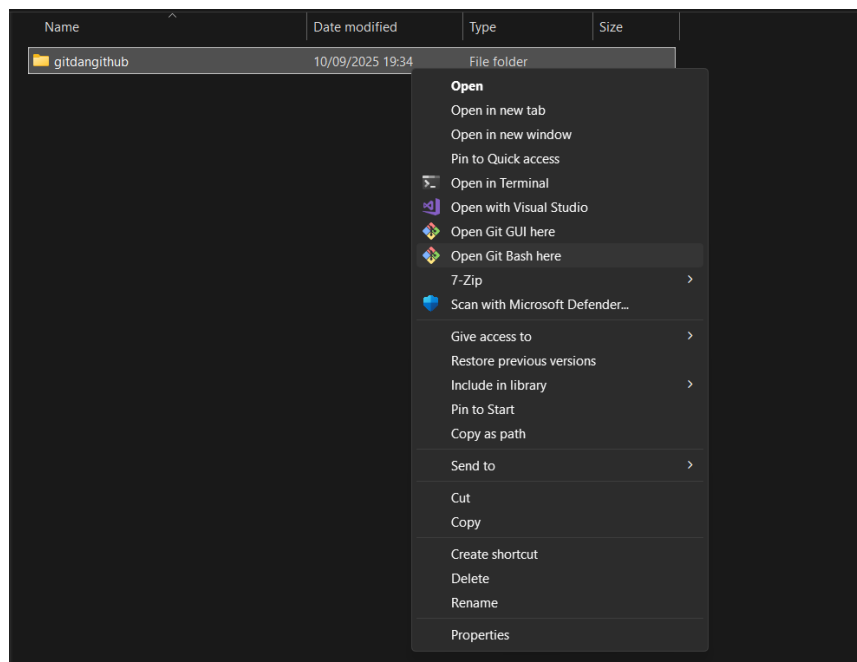 Name Date modified Type Size
gitdangithub 10/09/2025 19:34 File folder
Open
Open in new tab
Open in new window
Pin to Quick access
Open in Terminal
Open with Visual Studio
Open Git GUI here
Open Git Bash here
7-Zip
Scan with Microsoft Defender...
Give access to
Restore previous versions
Include in library
Pin to Start
Copy as path
Send to
Cut
Copy
Create shortcut
Delete
Rename
Properties